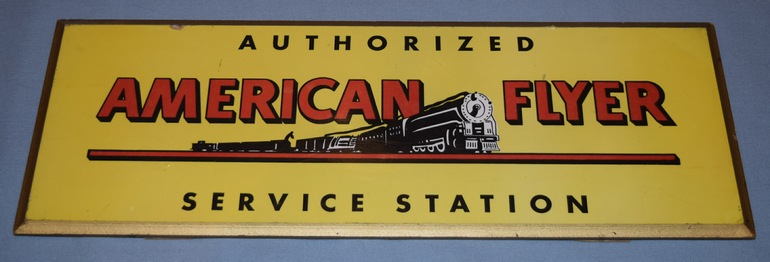 AUTHORIZED
AMERICAN FLYER
SERVICE STATION